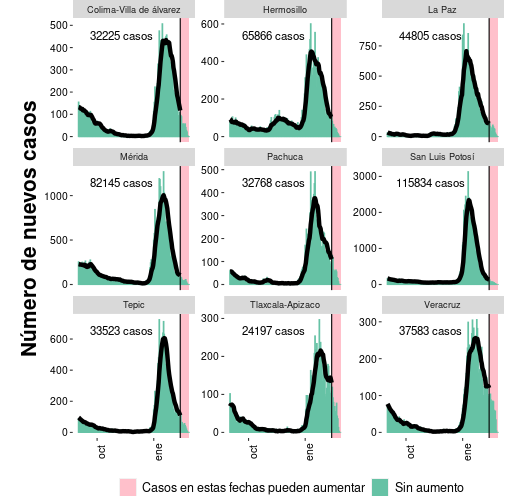 Colima-Villa de álvarez
Hermosillo
La Paz
32225 casos
65866 casos
44805 casos
500
400
300
200
100
0
600
400
200
0
750
500
250
0
Mérida
Pachuca
San Luis Potosí
82145 casos
32768 casos
115834 casos
1000
500
0
500
400
300
200
100
0
3000
2000
1000
0
Tepic
Tlaxcala-Apizaco
Veracruz
33523 casos
24197 casos
37583 casos
600
400
200
0
300
200
100
0
300
200
100
0
oct
ene
oct
ene
oct
ene
Número de nuevos casos
Casos en estas fechas pueden aumentar
Sin aumento